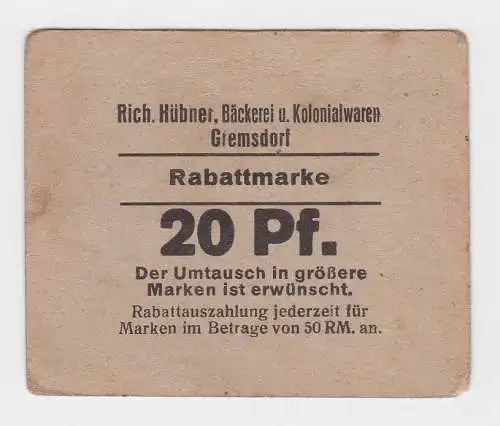 Rich. Hübner, Bäckerei u. Kolonialwaren
Gremsdorf
Rabattmarke
20 Pf.
Der Umtausch in größere
Marken ist erwünscht.
Rabattauszahlung jederzeit für
Marken im Betrage von 50 RM. an.